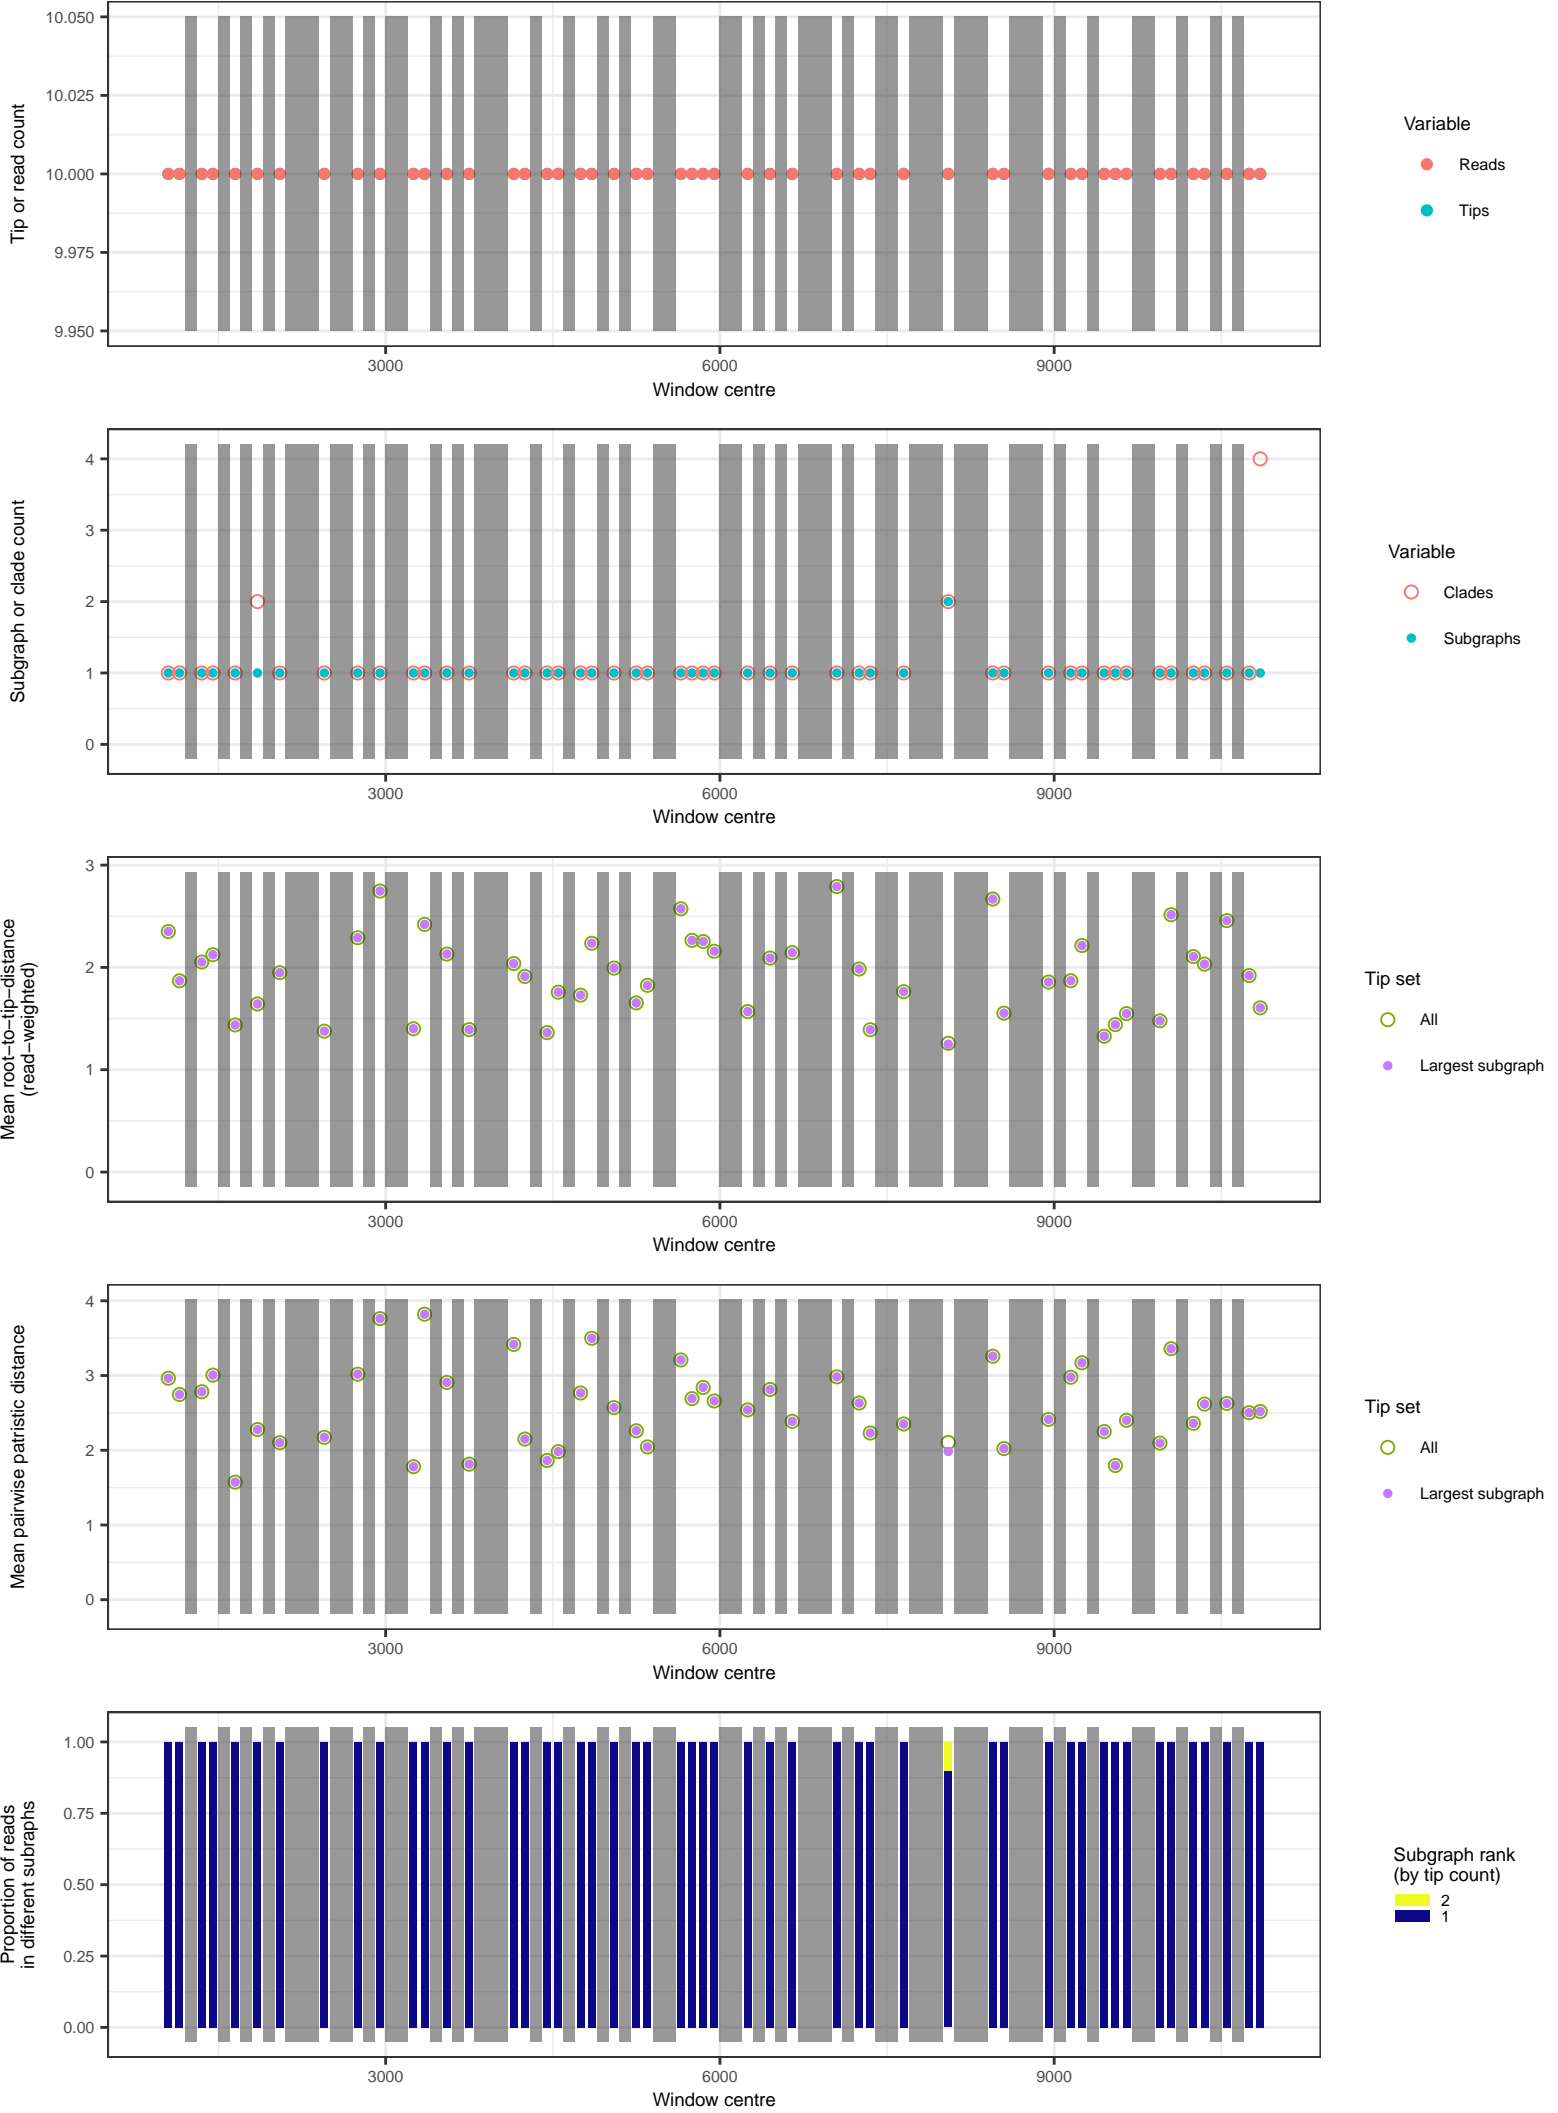 10.050
10.025
10.000
9.975
9.950
Tip or read count
3000
6000
9000
Window centre
Variable
Reads
Tips
4
3
2
1
0
Subgraph or clade count
3000
6000
9000
Window centre
Variable
Clades
Subgraphs
3
2
1
0
Mean root−to−tip−distance
(read−weighted)
3000
6000
9000
Window centre
Tip set
All
Largest subgraph
4
3
2
1
0
Mean pairwise patristic distance
3000
6000
9000
Window centre
Tip set
All
Largest subgraph
1.00
0.75
0.50
0.25
0.00
Proportion of reads
in different subraphs
3000
6000
9000
Window centre
Subgraph rank
(by tip count)
2
1